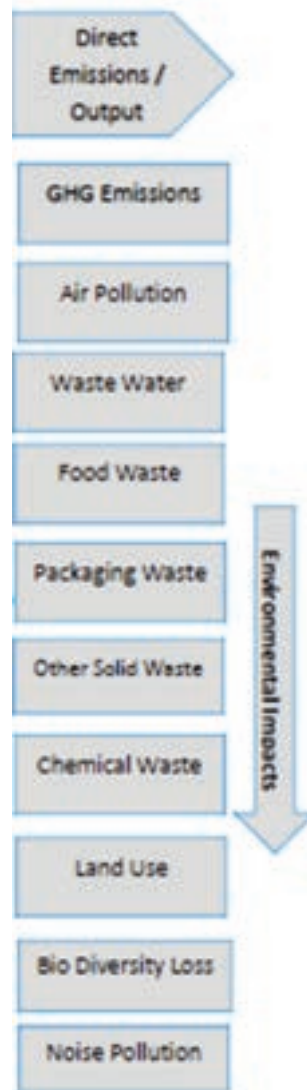 Direct
Emissions /
Output
GHG Emissions
Air Pollution
Waste Water
Food Waste
Packaging Waste
Other Solid Waste
Chemical Waste
Land Use
Bio Diversity Loss
Noise Pollution
Environmental Impacts